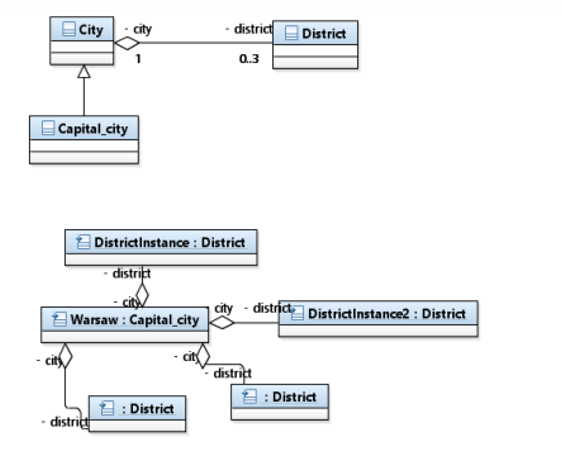 City
- city
- district
District
1
0..3
Capital_city
DistrictInstance : District
- district
- city
Warsaw : Capital_city
city
- district
DistrictInstance2 : District
- city
- city
- district
: District
: District
- district